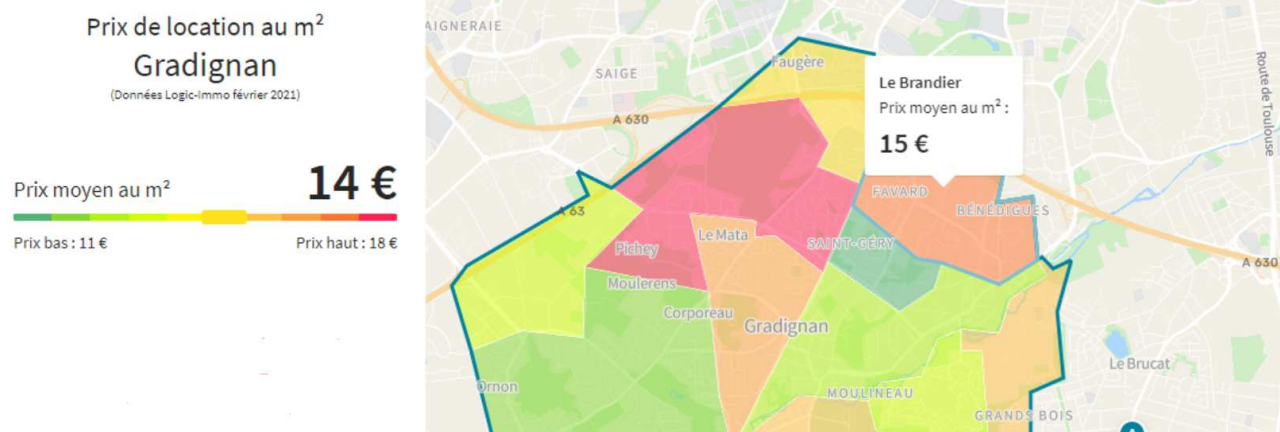 Prix de location au m²
Gradignan
(Données Logic-Immo février 2021)
Prix moyen au m²
14 €
Prix bas : 11 €
Prix haut : 18 €
AIGNERAIE
SAIGE
Faugère
A 630
Route de Toulouse
Le Brandier
Prix moyen au m² :
15 €
FAVARD
BÉNÉDIGUES
A 63
Le Mata
SAINT-GÉRY
Pichey
A 630
Moulerens
Corporeau
Gradignan
Le Brucat
Ornon
MOULINEAU
GRANDS BOIS